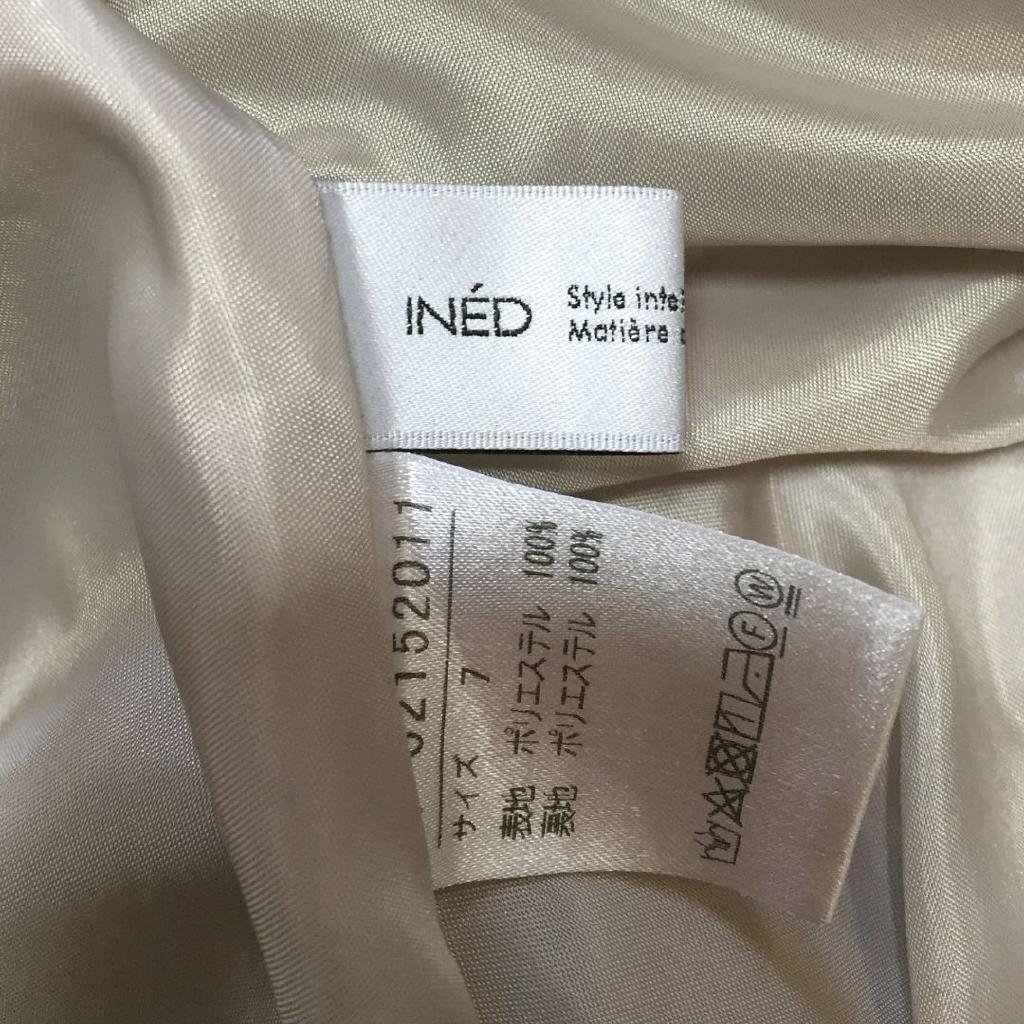 INÉD
Style
Matière
2152011
サイズ 7
表地 ポリエステル 100%
裏地 ポリエステル 100%
F
W